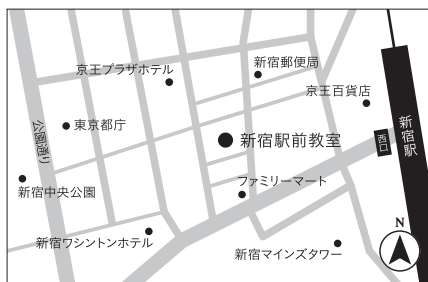 京王プラザホテル
新宿郵便局
京王百貨店
東京都庁
公園通り
新宿駅前教室
西口
新宿駅
新宿中央公園
ファミリーマート
新宿ワシントンホテル
新宿マインズタワー
N